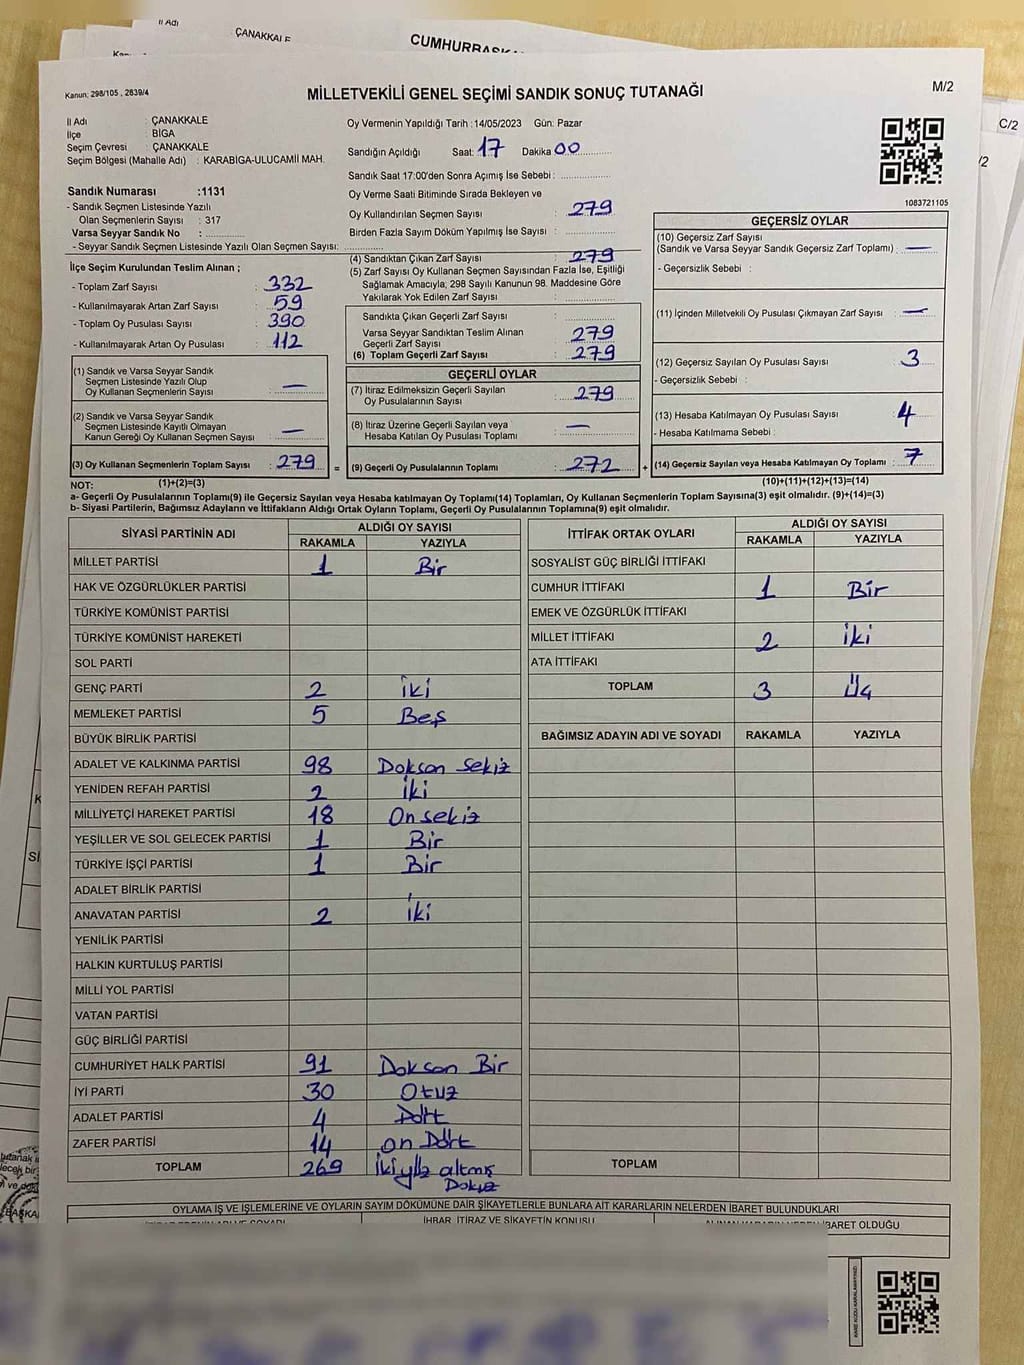 İl Adı
ÇANAKKALE
CUMHURBAŞKA
C/2
/2
Kanun: 298/105 , 2839/4
MİLLETVEKİLİ GENEL SEÇİMİ SANDIK SONUÇ TUTANAĞI
M/2
İl Adı : ÇANAKKALE
İlçe : BİGA
Seçim Çevresi : ÇANAKKALE
Seçim Bölgesi (Mahalle Adı) : KARABİGA-ULUCAMİİ MAH.
Sandık Numarası :1131
- Sandık Seçmen Listesinde Yazılı
Olan Seçmenlerin Sayısı : 317
Varsa Seyyar Sandık No :
- Seyyar Sandık Seçmen Listesinde Yazılı Olan Seçmen Sayısı:
Oy Vermenin Yapıldığı Tarih :14/05/2023 Gün: Pazar
Sandığın Açıldığı Saat: 17 Dakika 00
Sandık Saat 17:00'den Sonra Açımış İse Sebebi :
Oy Verme Saati Bitiminde Sırada Bekleyen ve
Oy Kullandırılan Seçmen Sayısı : 279
Birden Fazla Sayım Döküm Yapılmış İse Sayısı :
1083721105
İlçe Seçim Kurulundan Teslim Alınan ;
- Toplam Zarf Sayısı : 332
- Kullanılmayarak Artan Zarf Sayısı : 59
- Toplam Oy Pusulası Sayısı : 390
- Kullanılmayarak Artan Oy Pusulası : 112
(4) Sandıktan Çıkan Zarf Sayısı : 279
(5) Zarf Sayısı Oy Kullanan Seçmen Sayısından Fazla İse, Eşitliği
Sağlamak Amacıyla, 298 Sayılı Kanunun 98. Maddesine Göre
Yakılarak Yok Edilen Zarf Sayısı :
Sandıkta Çıkan Geçerli Zarf Sayısı :
Varsa Seyyar Sandıktan Teslim Alınan
Geçerli Zarf Sayısı : 279
(6) Toplam Geçerli Zarf Sayısı : 279
GEÇERSİZ OYLAR
(10) Geçersiz Zarf Sayısı
(Sandık ve Varsa Seyyar Sandık Geçersiz Zarf Toplamı) : —
- Geçersizlik Sebebi :
(11) İçinden Milletvekili Oy Pusulası Çıkmayan Zarf Sayısı : —
(12) Geçersiz Sayılan Oy Pusulası Sayısı : 3
- Geçersizlik Sebebi :
(13) Hesaba Katılmayan Oy Pusulası Sayısı : 4
- Hesaba Katılmama Sebebi :
(14) Geçersiz Sayılan veya Hesaba Katılmayan Oy Toplamı : 7
(10)+(11)+(12)+(13)=(14)
(1) Sandık ve Varsa Seyyar Sandık
Seçmen Listesinde Yazılı Olup
Oy Kullanan Seçmenlerin Sayısı : —
(2) Sandık ve Varsa Seyyar Sandık
Seçmen Listesinde Kayıtlı Olmayan
Kanun Gereği Oy Kullanan Seçmen Sayısı : —
(3) Oy Kullanan Seçmenlerin Toplam Sayısı : 279 =
(1)+(2)=(3)
GEÇERLİ OYLAR
(7) İtiraz Edilmeksizin Geçerli Sayılan
Oy Pusulalarının Sayısı : 279
(8) İtiraz Üzerine Geçerli Sayılan veya
Hesaba Katılan Oy Pusulası Toplamı : —
(9) Geçerli Oy Pusulalarının Toplamı : 272 +
NOT:
a- Geçerli Oy Pusulalarının Toplamı(9) ile Geçersiz Sayılan veya Hesaba katılmayan Oy Toplamı(14) Toplamları, Oy Kullanan Seçmenlerin Toplam Sayısına(3) eşit olmalıdır. (9)+(14)=(3)
b- Siyasi Partilerin, Bağımsız Adayların ve İttifakların Aldığı Ortak Oyların Toplamı, Geçerli Oy Pusulalarının Toplamına(9) eşit olmalıdır.
SİYASİ PARTİNİN ADI ALDIĞI OY SAYISI
RAKAMLA YAZIYLA
MİLLET PARTİSİ 1 Bir
HAK VE ÖZGÜRLÜKLER PARTİSİ
TÜRKİYE KOMÜNİST PARTİSİ
TÜRKİYE KOMÜNİST HAREKETİ
SOL PARTİ
GENÇ PARTİ 2 iki
MEMLEKET PARTİSİ 5 Beş
BÜYÜK BİRLİK PARTİSİ
ADALET VE KALKINMA PARTİSİ 98 Doksan Sekiz
YENİDEN REFAH PARTİSİ 2 iki
MİLLİYETÇİ HAREKET PARTİSİ 18 On sekiz
YEŞİLLER VE SOL GELECEK PARTİSİ 1 Bir
TÜRKİYE İŞÇİ PARTİSİ 1 Bir
ADALET BİRLİK PARTİSİ
ANAVATAN PARTİSİ 2 iki
YENİLİK PARTİSİ
HALKIN KURTULUŞ PARTİSİ
MİLLİ YOL PARTİSİ
VATAN PARTİSİ
GÜÇ BİRLİĞİ PARTİSİ
CUMHURİYET HALK PARTİSİ 91 Doksan Bir
İYİ PARTİ 30 Otuz
ADALET PARTİSİ 4 Dört
ZAFER PARTİSİ 14 on Dört
TOPLAM 269 ikiyüz altmış
Dokuz
İTTİFAK ORTAK OYLARI ALDIĞI OY SAYISI
RAKAMLA YAZIYLA
SOSYALİST GÜÇ BİRLİĞİ İTTİFAKI
CUMHUR İTTİFAKI 1 Bir
EMEK VE ÖZGÜRLÜK İTTİFAKI
MİLLET İTTİFAKI 2 iki
ATA İTTİFAKI
TOPLAM 3 Üç
BAĞIMSIZ ADAYIN ADI VE SOYADI RAKAMLA YAZIYLA
TOPLAM
OYLAMA İŞ VE İŞLEMLERİNE VE OYLARIN SAYIM DÖKÜMÜNE DAİR ŞİKAYETLERLE BUNLARA AİT KARARLARIN NELERDEN İBARET BULUNDUKLARI
İHBAR, İTİRAZ VE ŞİKAYETİN KONUSU
İBARET OLDUĞU